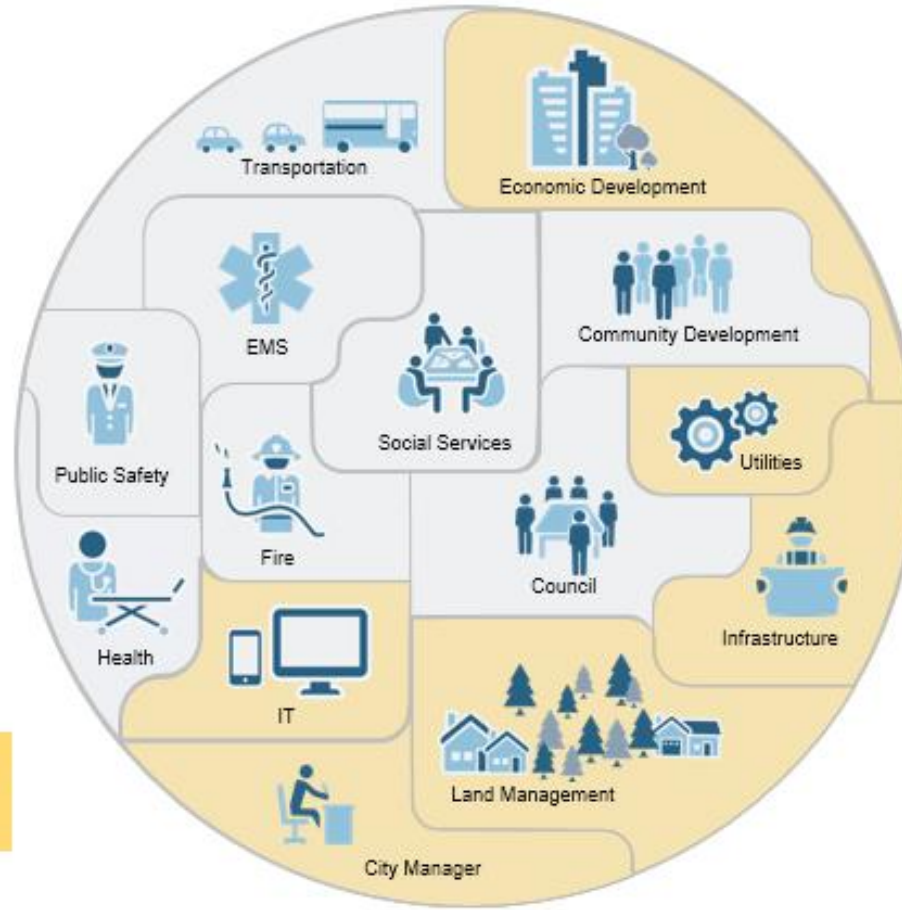 Transportation
Economic Development
EMS
Community Development
Social Services
Public Safety
Utilities
Fire
Council
Infrastructure
Health
IT
Land Management
City Manager